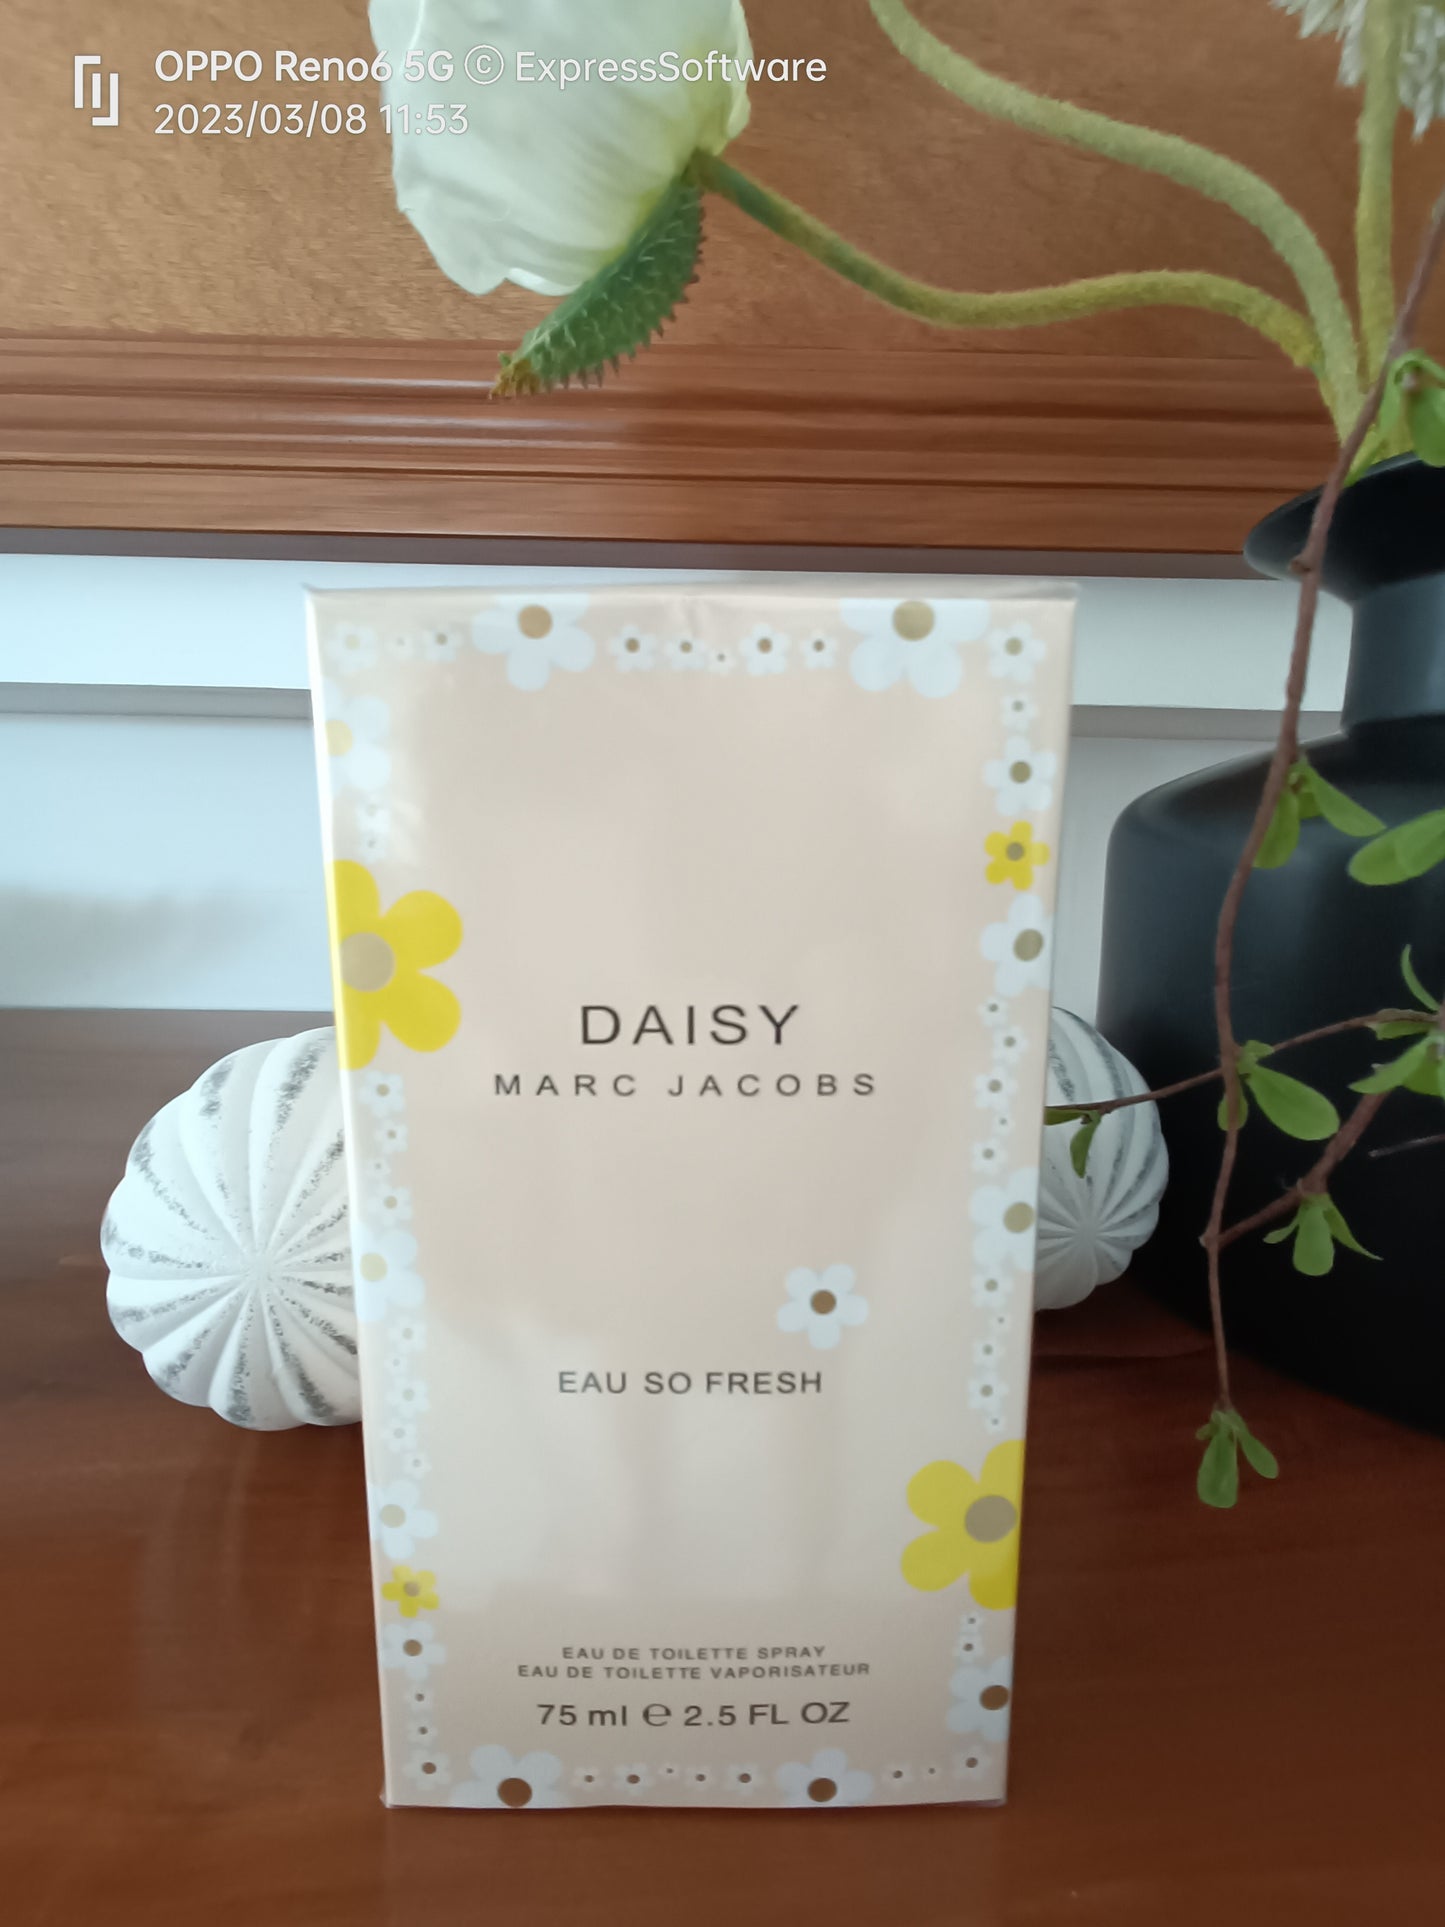 OPPO Reno6 5G © ExpressSoftware
2023/03/08 11:53
DAISY
MARC JACOBS
EAU SO FRESH
EAU DE TOILETTE SPRAY
EAU DE TOILETTE VAPORISATEUR
75 ml ℮ 2.5 FL OZ